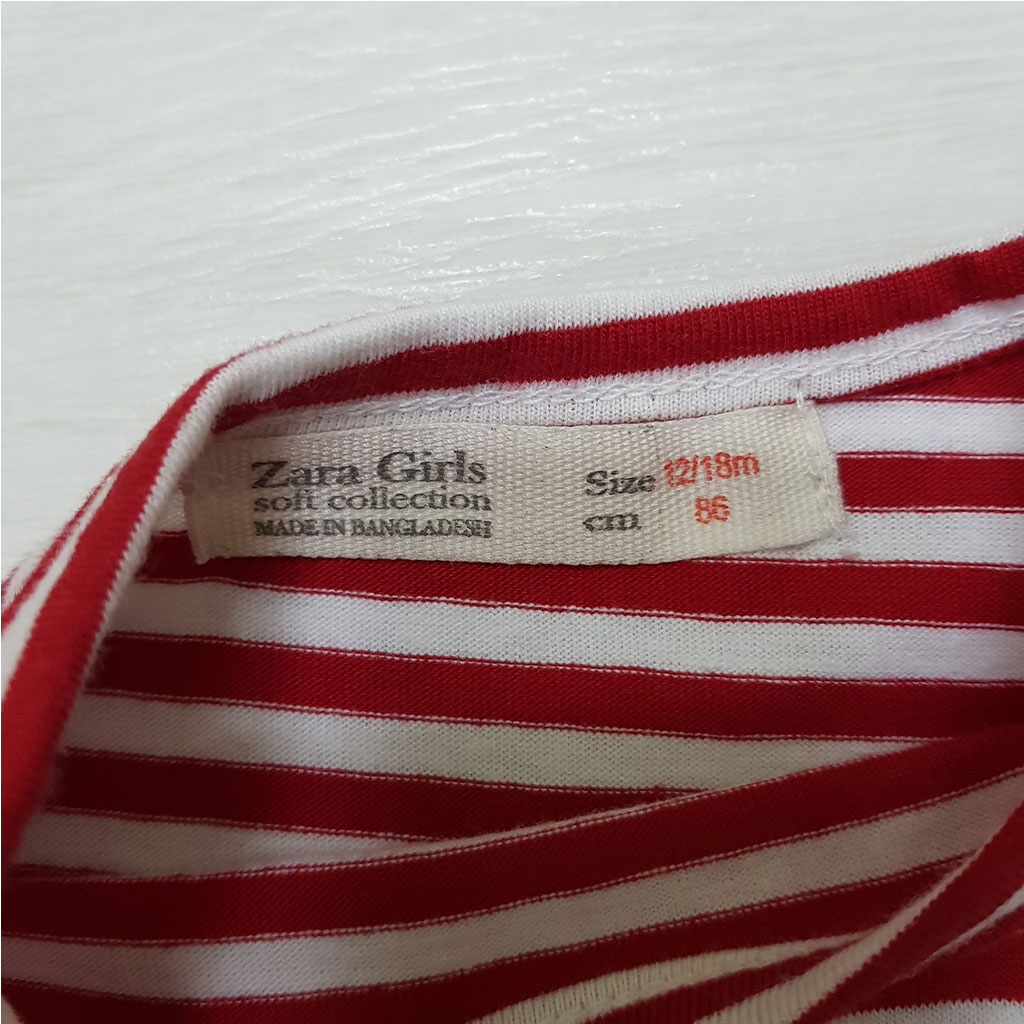 Zara Girls
soft collection
MADE IN BANGLADESH
Size 12/18m
cm 86